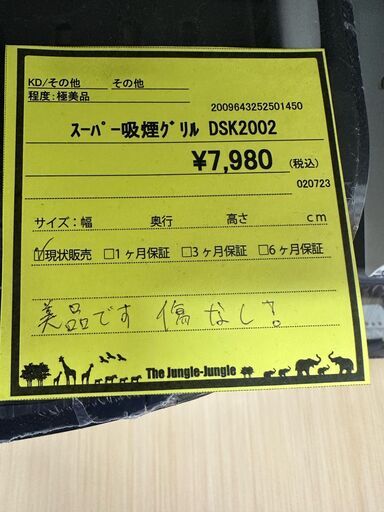 KD/その他 その他
程度:極美品
2009643252501450
スーパー吸煙グリル DSK2002
¥7,980 (税込)
020723
サイズ:幅 奥行 高さ cm
☑現状販売 □1ヶ月保証 □3ヶ月保証 □6ヶ月保証
美品です 傷なし!
The Jungle-Jungle